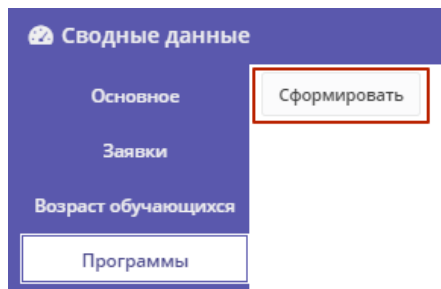 Сводные данные
Основное
Сформировать
Заявки
Возраст обучающихся
Программы